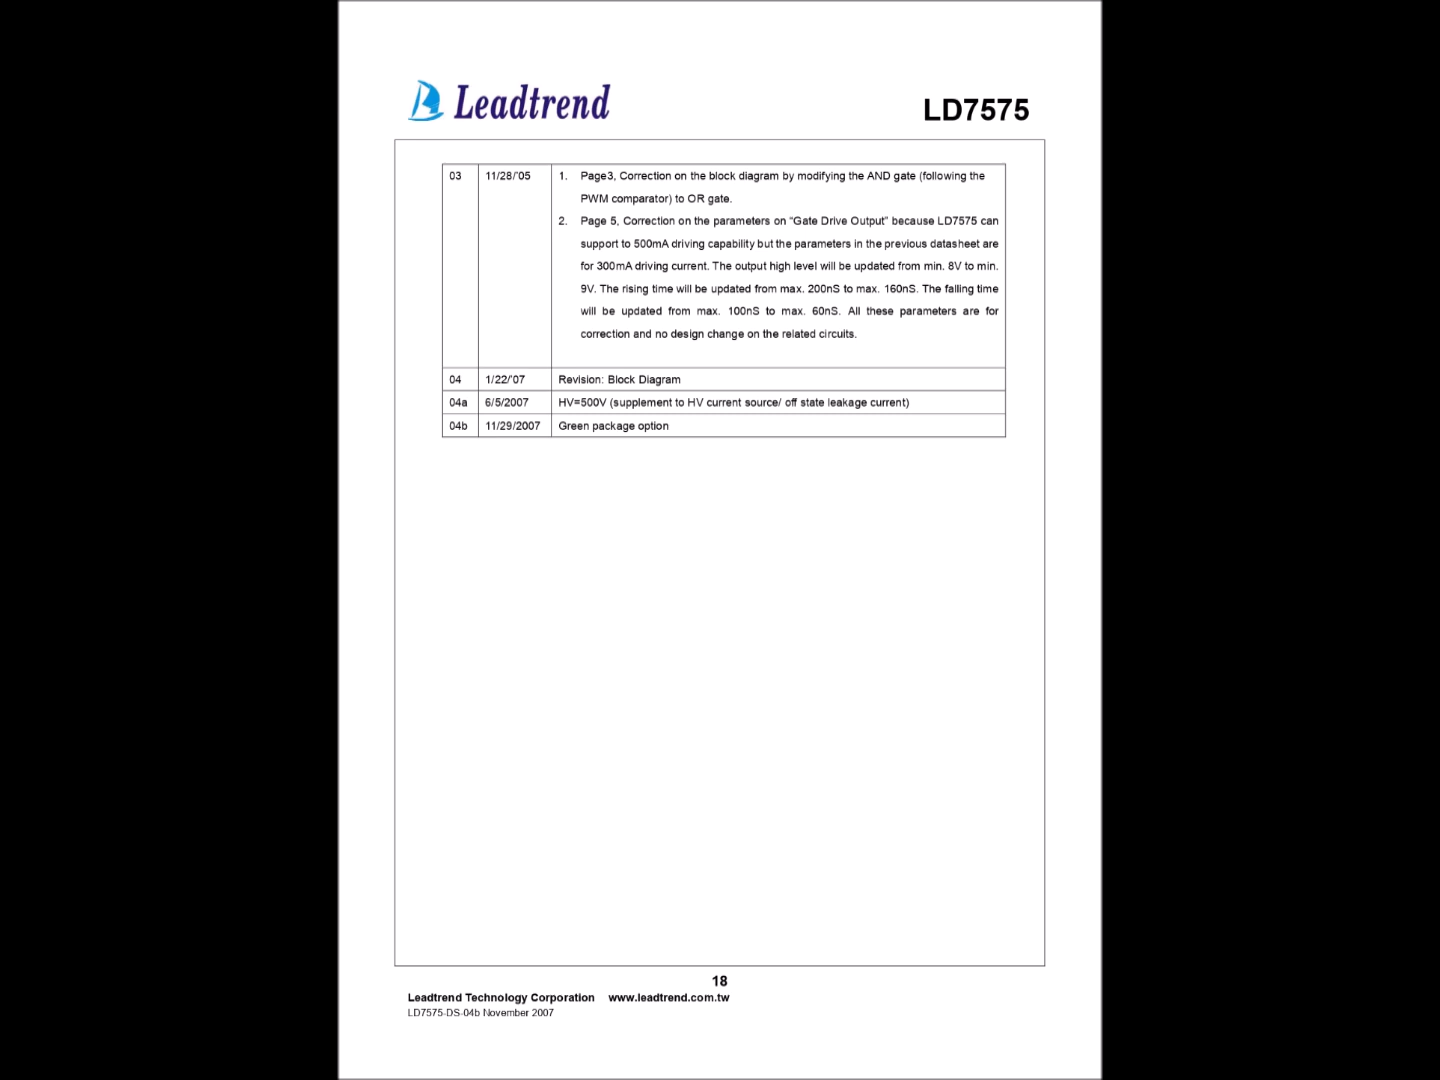 Leadtrend
LD7575
03 11/28/'05 1. Page3, Correction on the block diagram by modifying the AND gate (following the
PWM comparator) to OR gate.
2. Page 5, Correction on the parameters on "Gate Drive Output" because LD7575 can
support to 500mA driving capability but the parameters in the previous datasheet are
for 300mA driving current. The output high level will be updated from min. 8V to min.
9V. The rising time will be updated from max. 200nS to max. 160nS. The falling time
will be updated from max. 100nS to max. 60nS. All these parameters are for
correction and no design change on the related circuits.
04 1/22/'07 Revision: Block Diagram
04a 6/5/2007 HV=500V (supplement to HV current source/ off state leakage current)
04b 11/29/2007 Green package option
18
Leadtrend Technology Corporation www.leadtrend.com.tw
LD7575-DS-04b November 2007